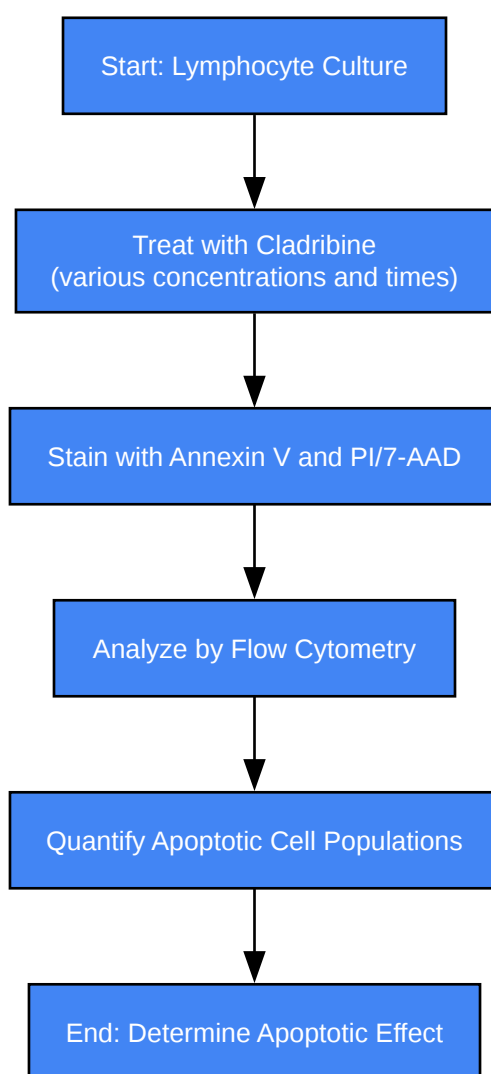 Start: Lymphocyte Culture
Treat with Cladribine
(various concentrations and times)
Stain with Annexin V and PI/7-AAD
Analyze by Flow Cytometry
Quantify Apoptotic Cell Populations
End: Determine Apoptotic Effect